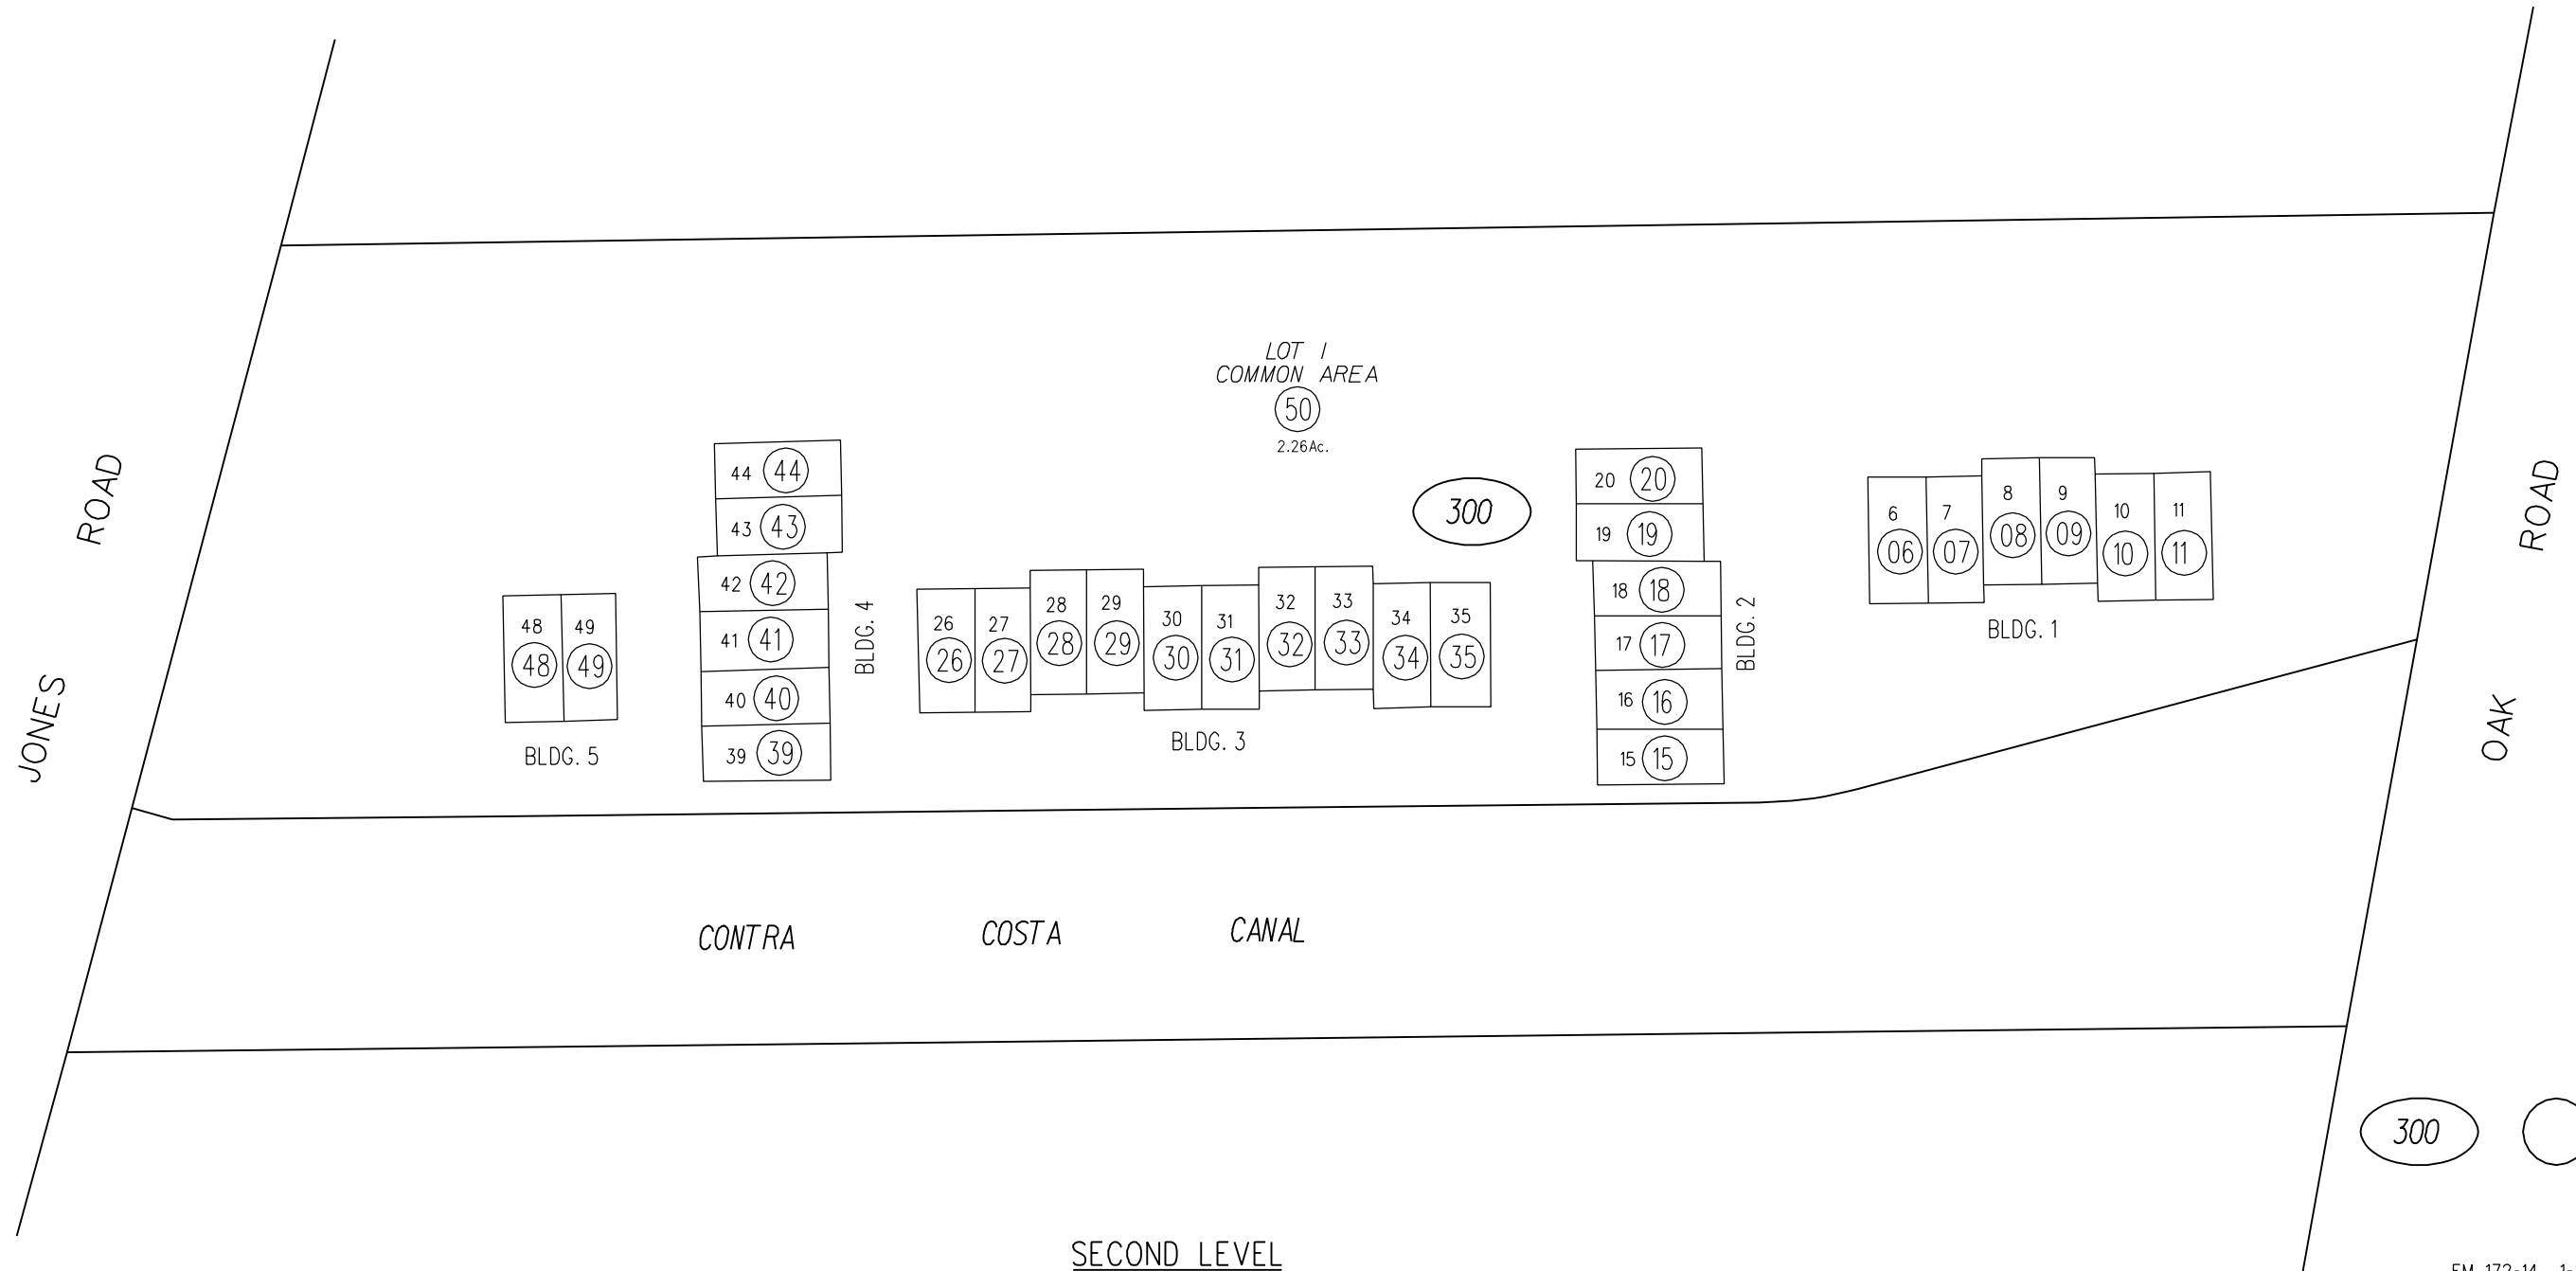 LOT 1
COMMON AREA
50
2.26Ac.
300
JONES ROAD
OAK ROAD
44 44
43 43
42 42
41 41
40 40
39 39
BLDG. 4
48 49
48 49
BLDG. 5
26 27 28 29 30 31 32 33 34 35
26 27 28 29 30 31 32 33 34 35
BLDG. 3
20 20
19 19
18 18
17 17
16 16
15 15
BLDG. 2
6 7 8 9 10 11
06 07 08 09 10 11
BLDG. 1
CONTRA COSTA CANAL
300
SECOND LEVEL